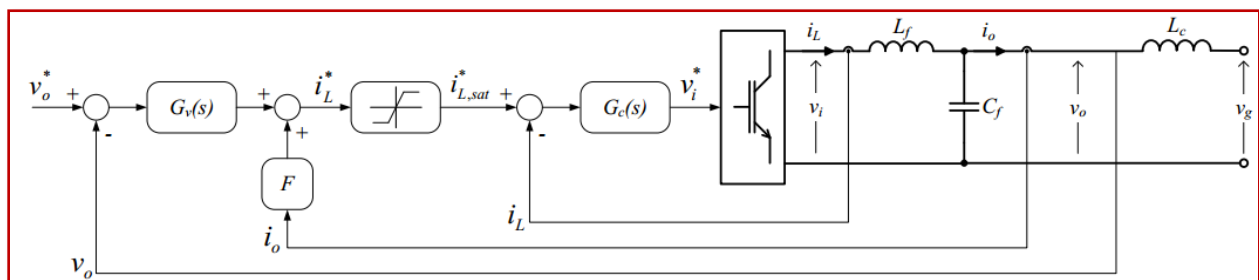 i_L L_f i_o L_c
v_o^* + - G_v(s) + + i_L^* i_{L,sat}^* + - G_c(s) v_i^* v_i C_f v_o v_g
F
i_L
i_o
v_o